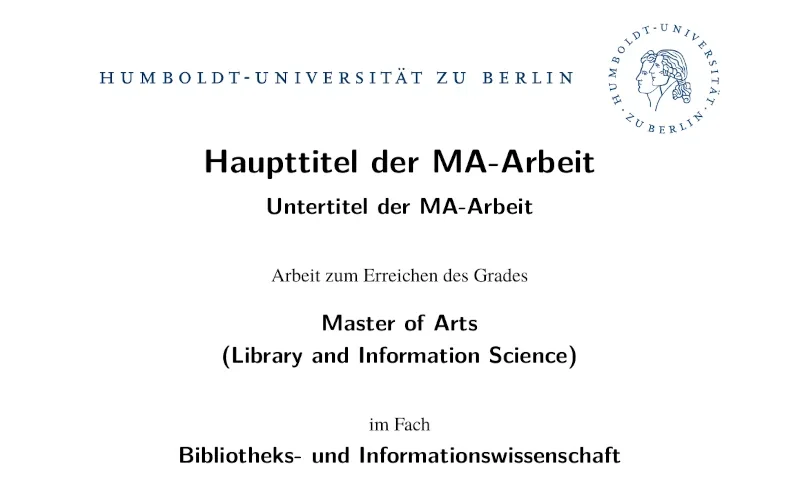 HUMBOLDT-UNIVERSITÄT ZU BERLIN
HUMBOLDT-UNIVERSITÄT · ZU BERLIN ·
Haupttitel der MA-Arbeit
Untertitel der MA-Arbeit
Arbeit zum Erreichen des Grades
Master of Arts
(Library and Information Science)
im Fach
Bibliotheks- und Informationswissenschaft